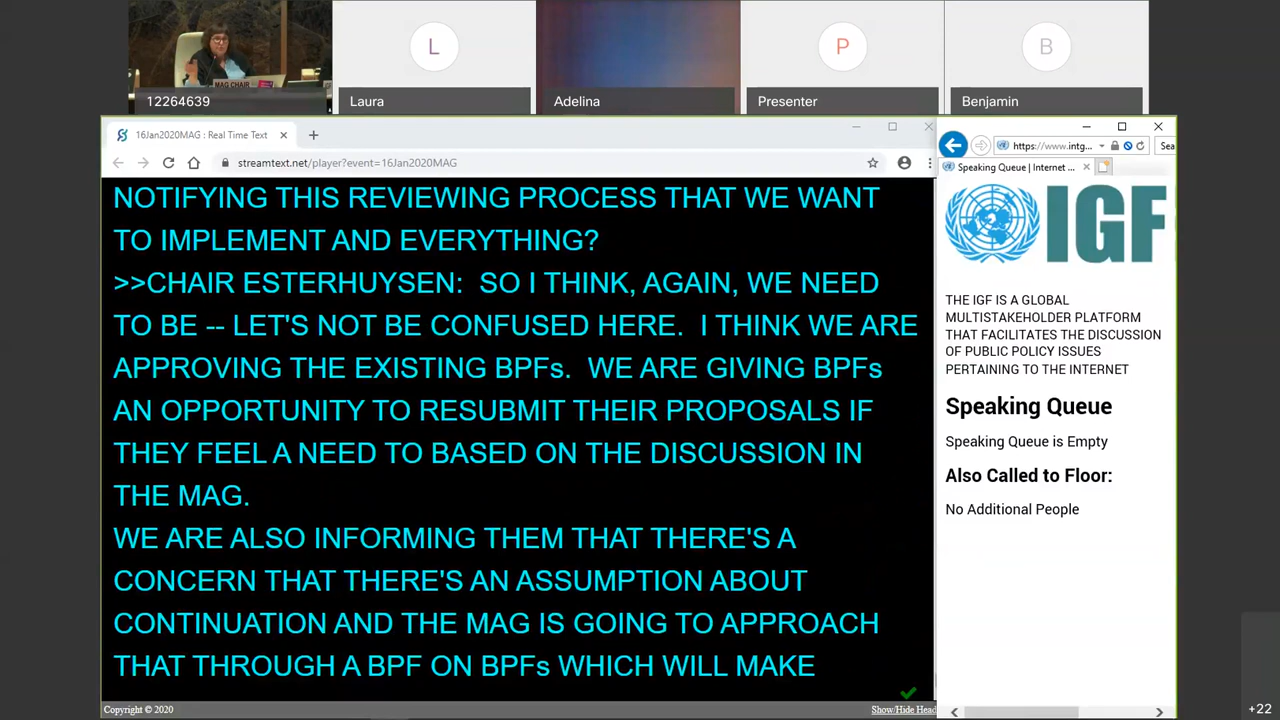 MAG CHAIR
12264639
L
Laura
Adelina
P
Presenter
B
Benjamin
16Jan2020MAG : Real Time Text
streamtext.net/player?event=16Jan2020MAG
NOTIFYING THIS REVIEWING PROCESS THAT WE WANT
TO IMPLEMENT AND EVERYTHING?
>>CHAIR ESTERHUYSEN:  SO I THINK, AGAIN, WE NEED
TO BE -- LET'S NOT BE CONFUSED HERE.  I THINK WE ARE
APPROVING THE EXISTING BPFs.  WE ARE GIVING BPFs
AN OPPORTUNITY TO RESUBMIT THEIR PROPOSALS IF
THEY FEEL A NEED TO BASED ON THE DISCUSSION IN
THE MAG.
WE ARE ALSO INFORMING THEM THAT THERE'S A
CONCERN THAT THERE'S AN ASSUMPTION ABOUT
CONTINUATION AND THE MAG IS GOING TO APPROACH
THAT THROUGH A BPF ON BPFs WHICH WILL MAKE
Copyright © 2020
Show/Hide Head
https://www.intg...
Sea
Speaking Queue | Internet ...
IGF
THE IGF IS A GLOBAL
MULTISTAKEHOLDER PLATFORM
THAT FACILITATES THE DISCUSSION
OF PUBLIC POLICY ISSUES
PERTAINING TO THE INTERNET
Speaking Queue
Speaking Queue is Empty
Also Called to Floor:
No Additional People
+22